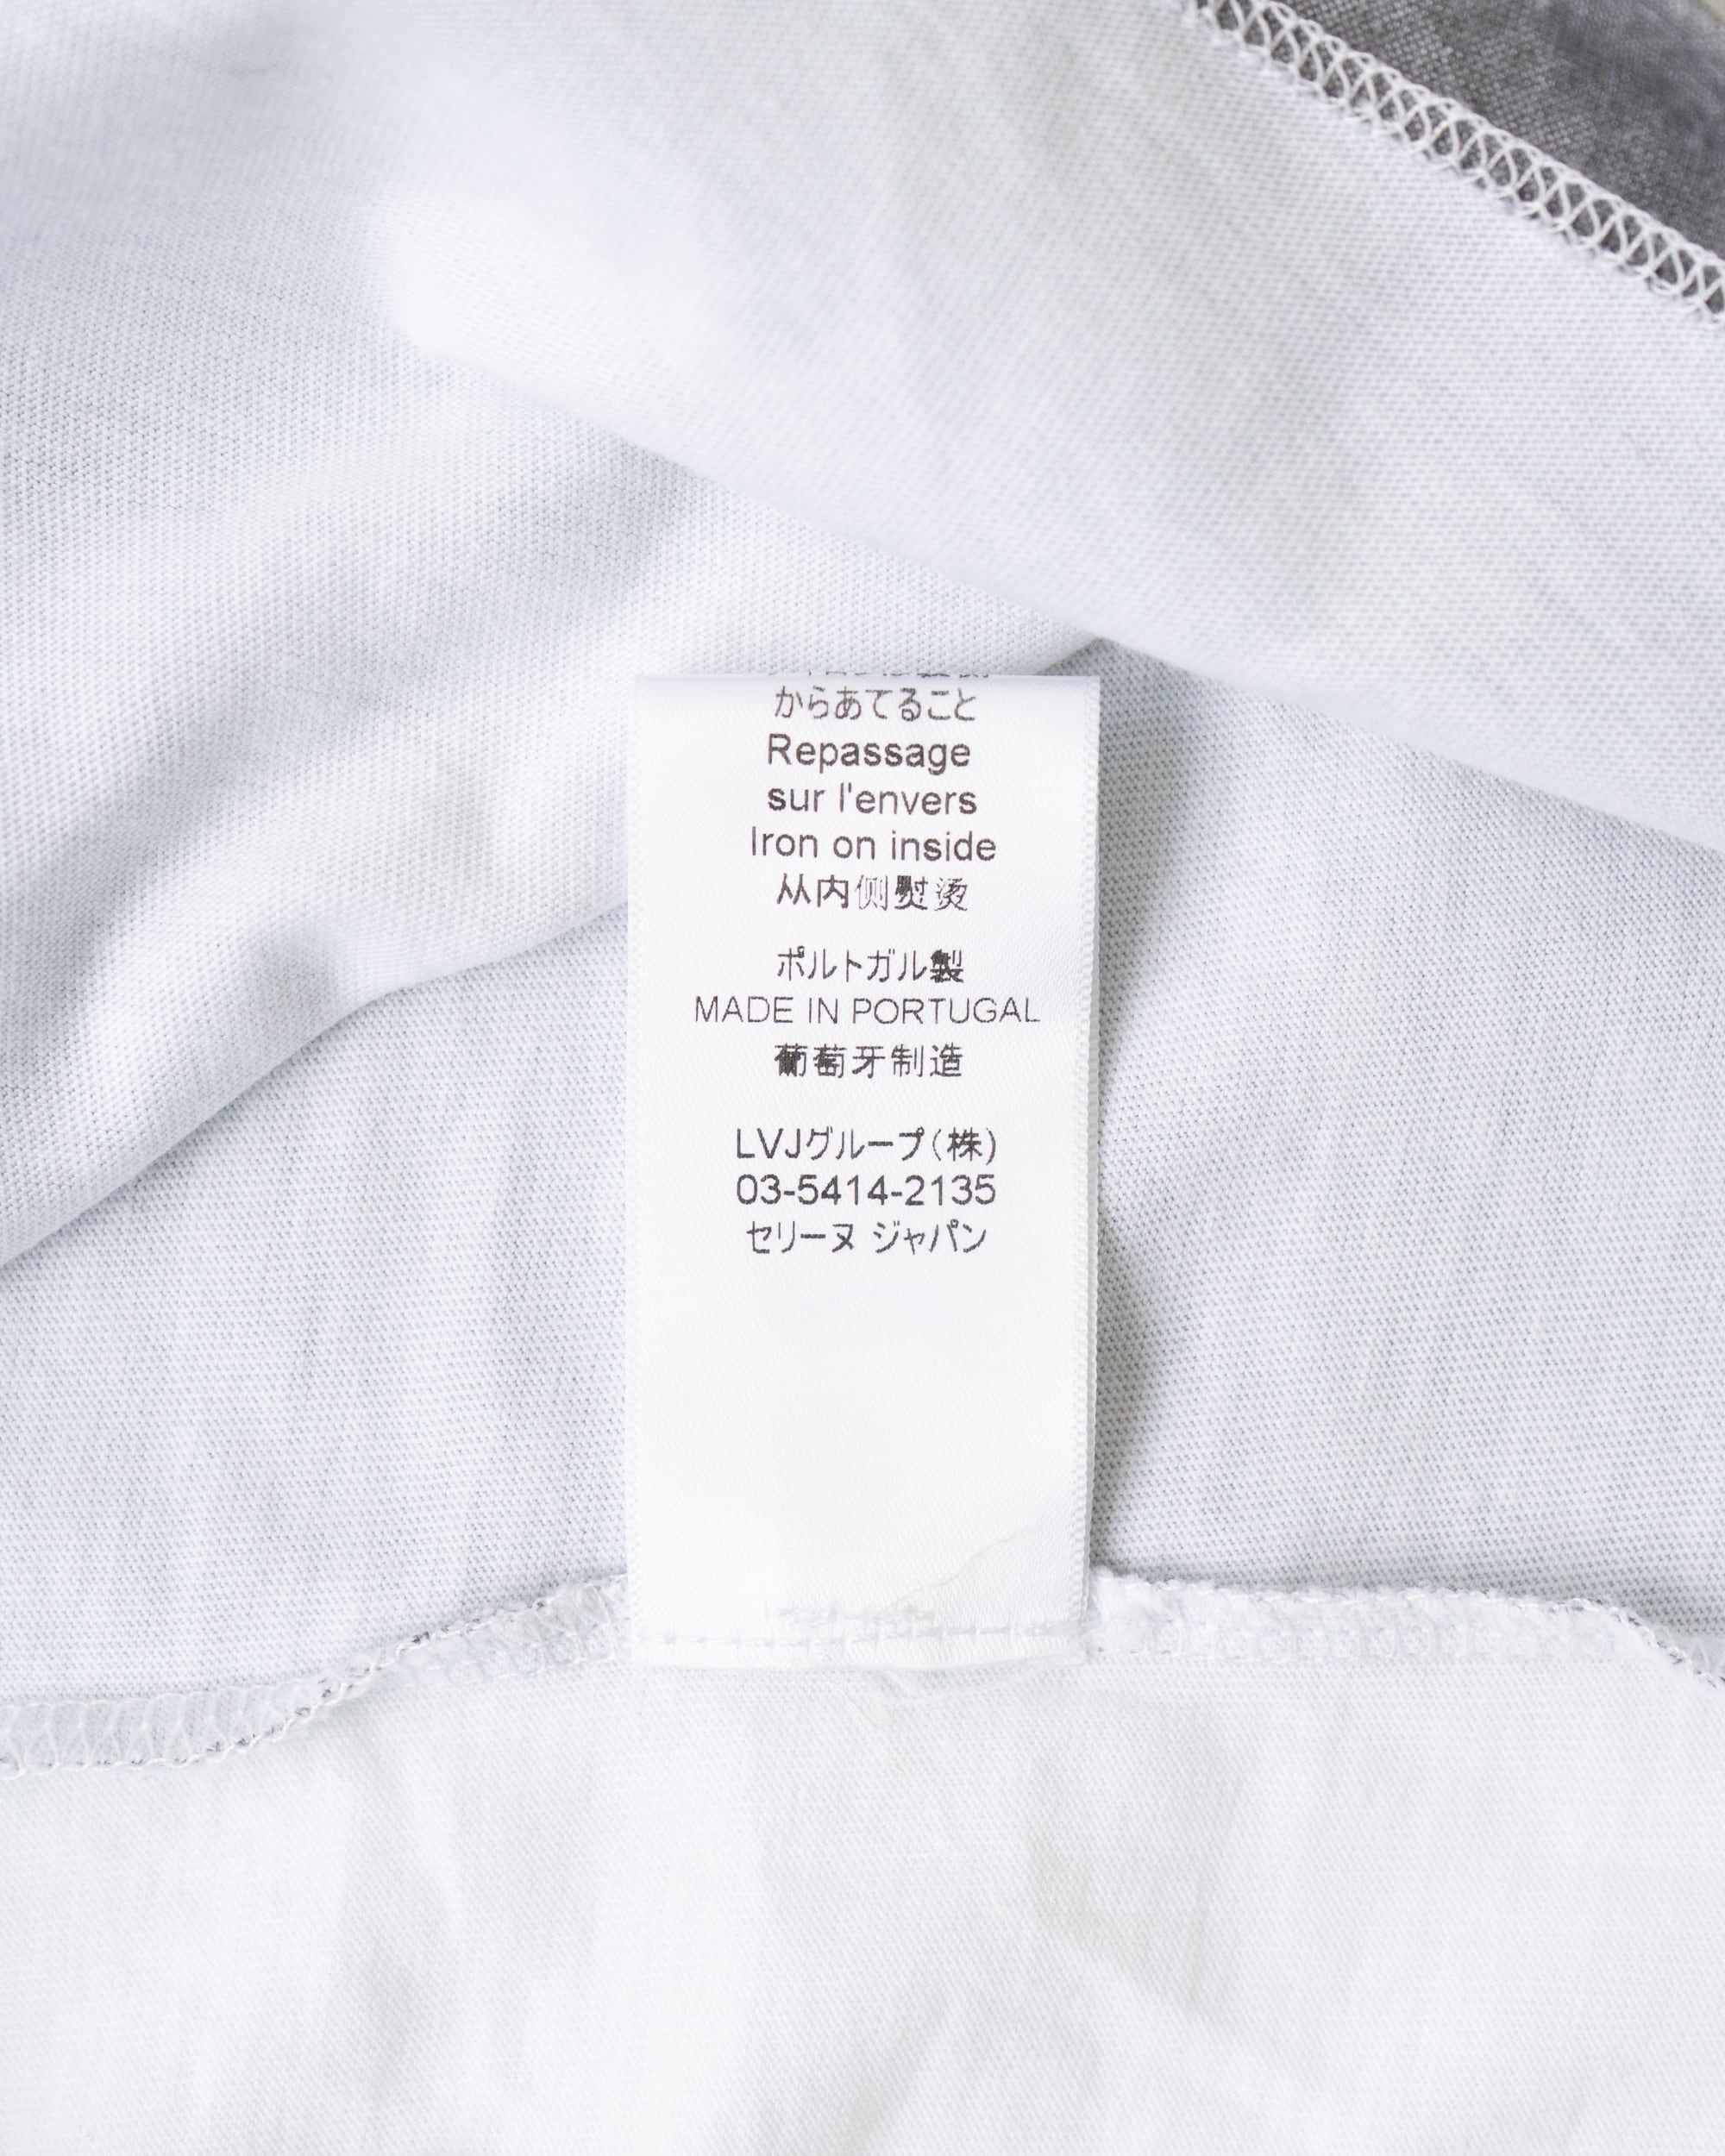 からあてること
Repassage
sur l'envers
Iron on inside
从内侧熨烫
ポルトガル製
MADE IN PORTUGAL
葡萄牙制造
LVJグループ(株)
03-5414-2135
セリーヌ ジャパン